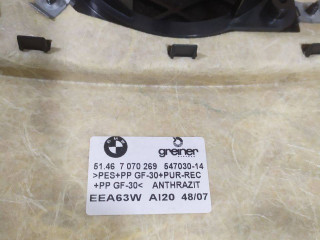 BMW greiner
51.46 7 070 269 547030-14
>PES+PP GF-30+PUR-REC
+PP GF-30< ANTHRAZIT
EEA63W AI20 48/07